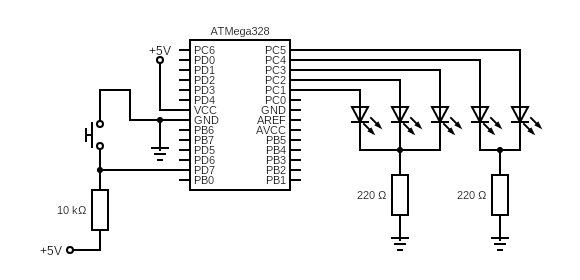 ATMega328
+5V
PC6 PC5
PD0 PC4
PD1 PC3
PD2 PC2
PD3 PC1
PD4 PC0
VCC GND
GND AREF
PB6 AVCC
PB7 PB5
PD5 PB4
PD6 PB3
PD7 PB2
PB0 PB1
220 Ω 220 Ω
10 kΩ
+5V